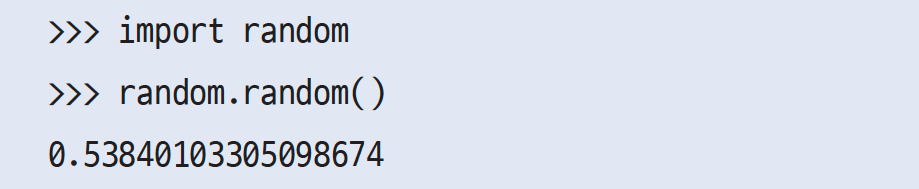 >>> import random
>>> random.random()
0.53840103305098674